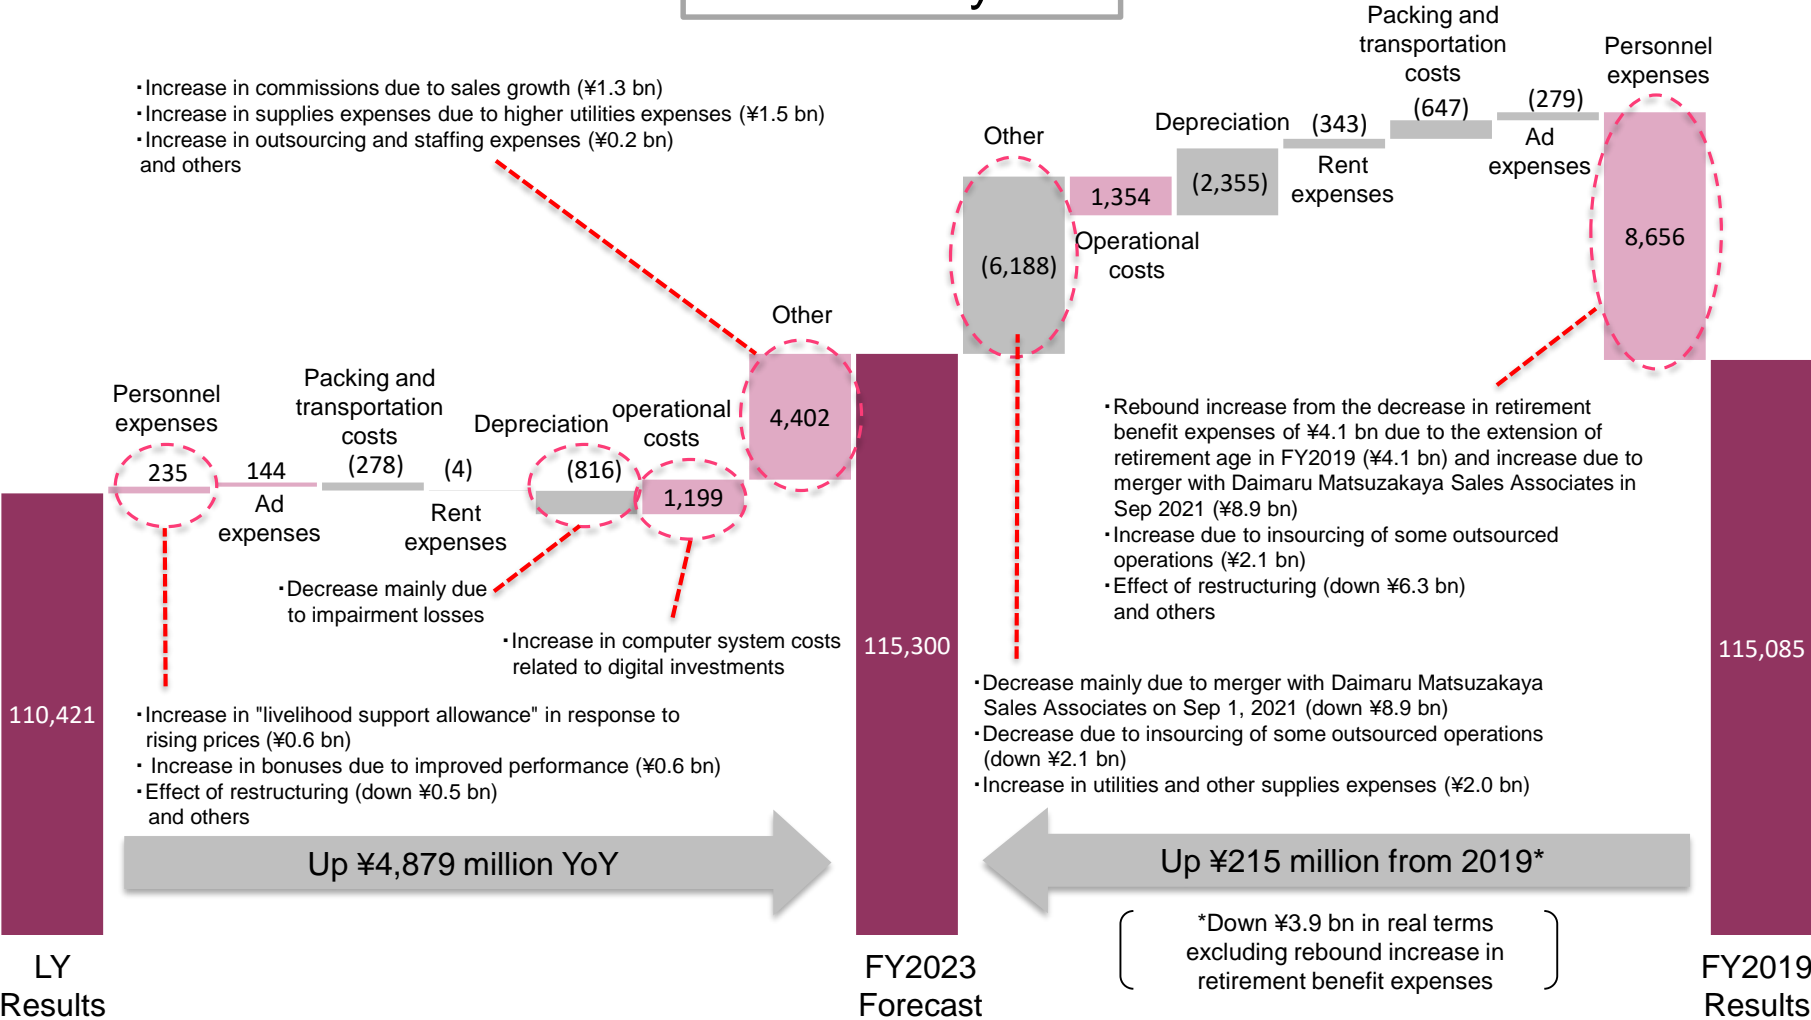 Packing and
transportation
costs
Personnel
expenses
・Increase in commissions due to sales growth (¥1.3 bn)
・Increase in supplies expenses due to higher utilities expenses (¥1.5 bn)
・Increase in outsourcing and staffing expenses (¥0.2 bn)
and others
Other
Depreciation
(343)
(647)
(279)
Rent
expenses
Ad
expenses
(6,188)
1,354
(2,355)
8,656
Operational
costs
Other
Personnel
expenses
Packing and
transportation
costs
Depreciation
operational
costs
235
144
(278)
(4)
(816)
1,199
4,402
Ad
expenses
Rent
expenses
・Decrease mainly due
to impairment losses
・Increase in computer system costs
related to digital investments
・Rebound increase from the decrease in retirement
benefit expenses of ¥4.1 bn due to the extension of
retirement age in FY2019 (¥4.1 bn) and increase due to
merger with Daimaru Matsuzakaya Sales Associates in
Sep 2021 (¥8.9 bn)
・Increase due to insourcing of some outsourced
operations (¥2.1 bn)
・Effect of restructuring (down ¥6.3 bn)
and others
110,421
115,300
115,085
・Increase in "livelihood support allowance" in response to
rising prices (¥0.6 bn)
・Increase in bonuses due to improved performance (¥0.6 bn)
・Effect of restructuring (down ¥0.5 bn)
and others
・Decrease mainly due to merger with Daimaru Matsuzakaya
Sales Associates on Sep 1, 2021 (down ¥8.9 bn)
・Decrease due to insourcing of some outsourced operations
(down ¥2.1 bn)
・Increase in utilities and other supplies expenses (¥2.0 bn)
Up ¥4,879 million YoY
Up ¥215 million from 2019*
*Down ¥3.9 bn in real terms
excluding rebound increase in
retirement benefit expenses
LY
Results
FY2023
Forecast
FY2019
Results